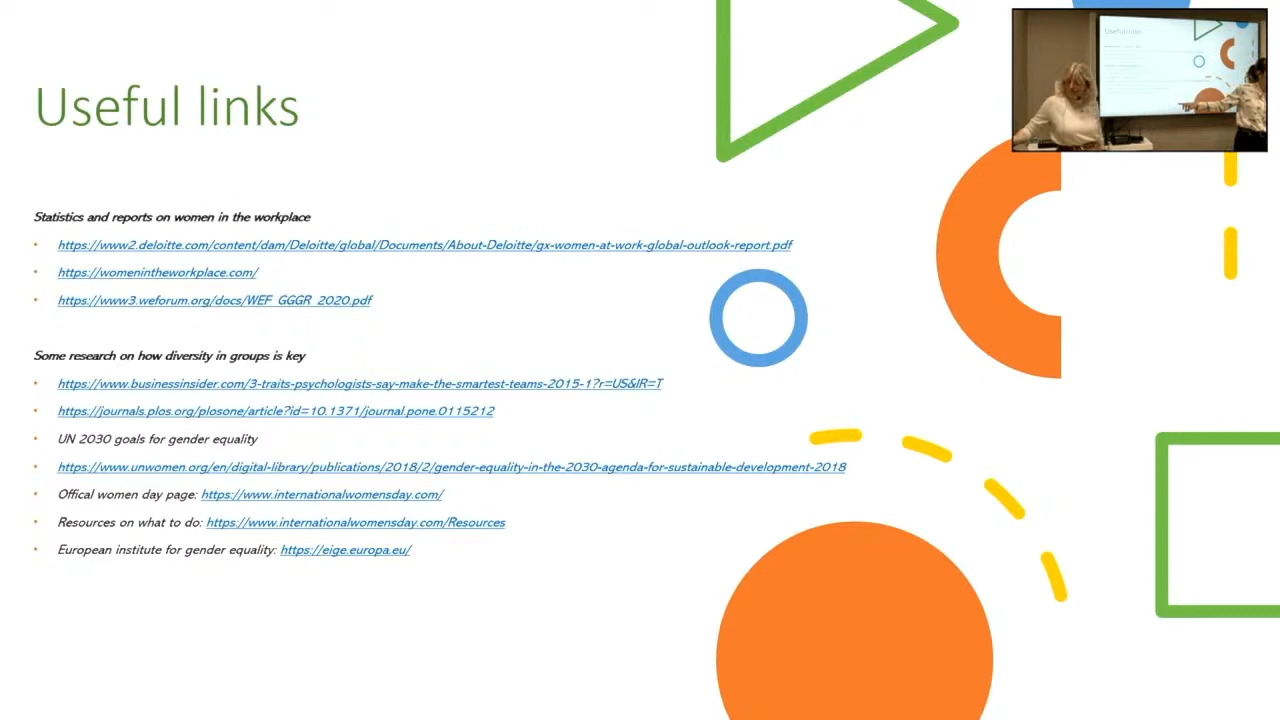 Useful links
Statistics and reports on women in the workplace
• https://www2.deloitte.com/content/dam/Deloitte/global/Documents/About-Deloitte/gx-women-at-work-global-outlook-report.pdf
• https://womenintheworkplace.com/
• https://www3.weforum.org/docs/WEF_GGGR_2020.pdf
Some research on how diversity in groups is key
• https://www.businessinsider.com/3-traits-psychologists-say-make-the-smartest-teams-2015-1?r=US&IR=T
• https://journals.plos.org/plosone/article?id=10.1371/journal.pone.0115212
• UN 2030 goals for gender equality
• https://www.unwomen.org/en/digital-library/publications/2018/2/gender-equality-in-the-2030-agenda-for-sustainable-development-2018
• Offical women day page: https://www.internationalwomensday.com/
• Resources on what to do: https://www.internationalwomensday.com/Resources
• European institute for gender equality: https://eige.europa.eu/
Useful links